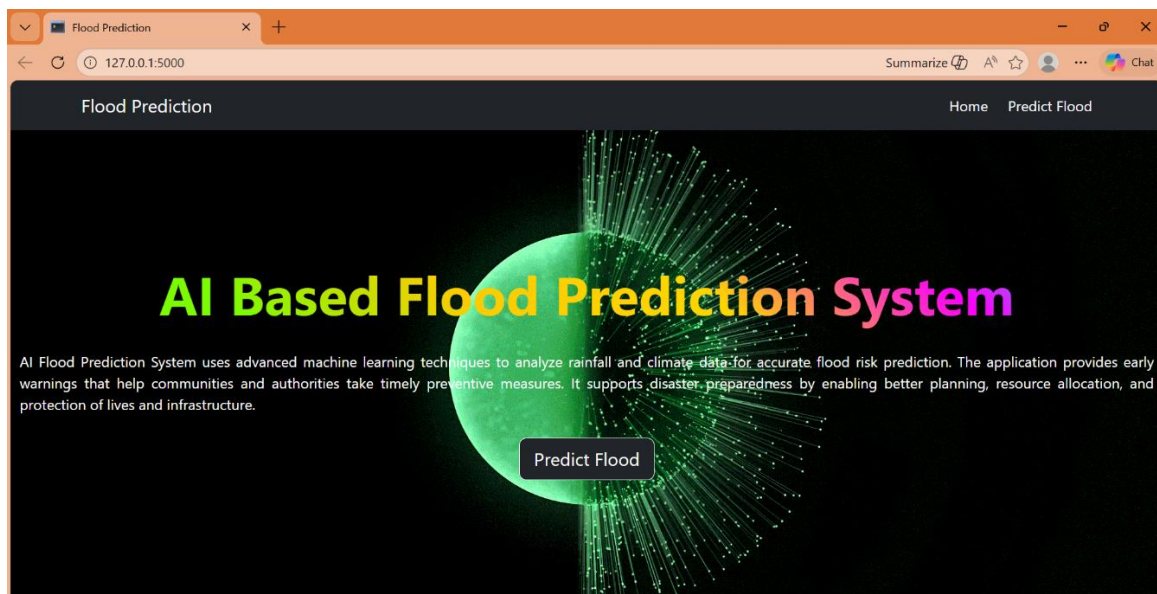 Flood Prediction
127.0.0.1:5000
Summarize
Chat
Flood Prediction
Home Predict Flood
AI Based Flood Prediction System
AI Flood Prediction System uses advanced machine learning techniques to analyze rainfall and climate data for accurate flood risk prediction. The application provides early
warnings that help communities and authorities take timely preventive measures. It supports disaster preparedness by enabling better planning, resource allocation, and
protection of lives and infrastructure.
Predict Flood